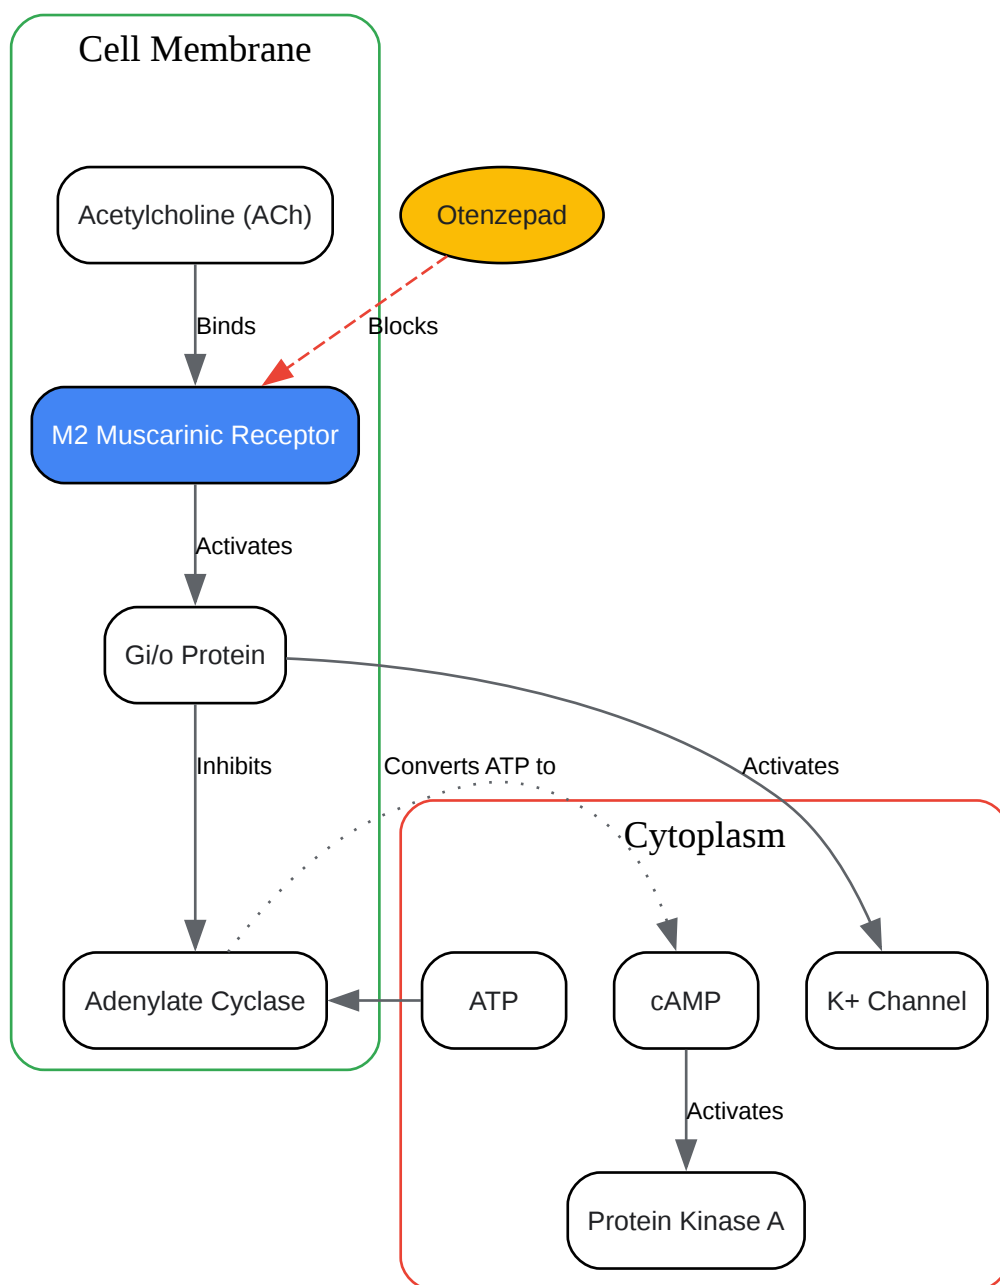 Cell Membrane
Acetylcholine (ACh)
Otenzepad
Binds
Blocks
M2 Muscarinic Receptor
Activates
Gi/o Protein
Inhibits
Converts ATP to
Activates
Cytoplasm
Adenylate Cyclase
ATP
cAMP
K+ Channel
Activates
Protein Kinase A